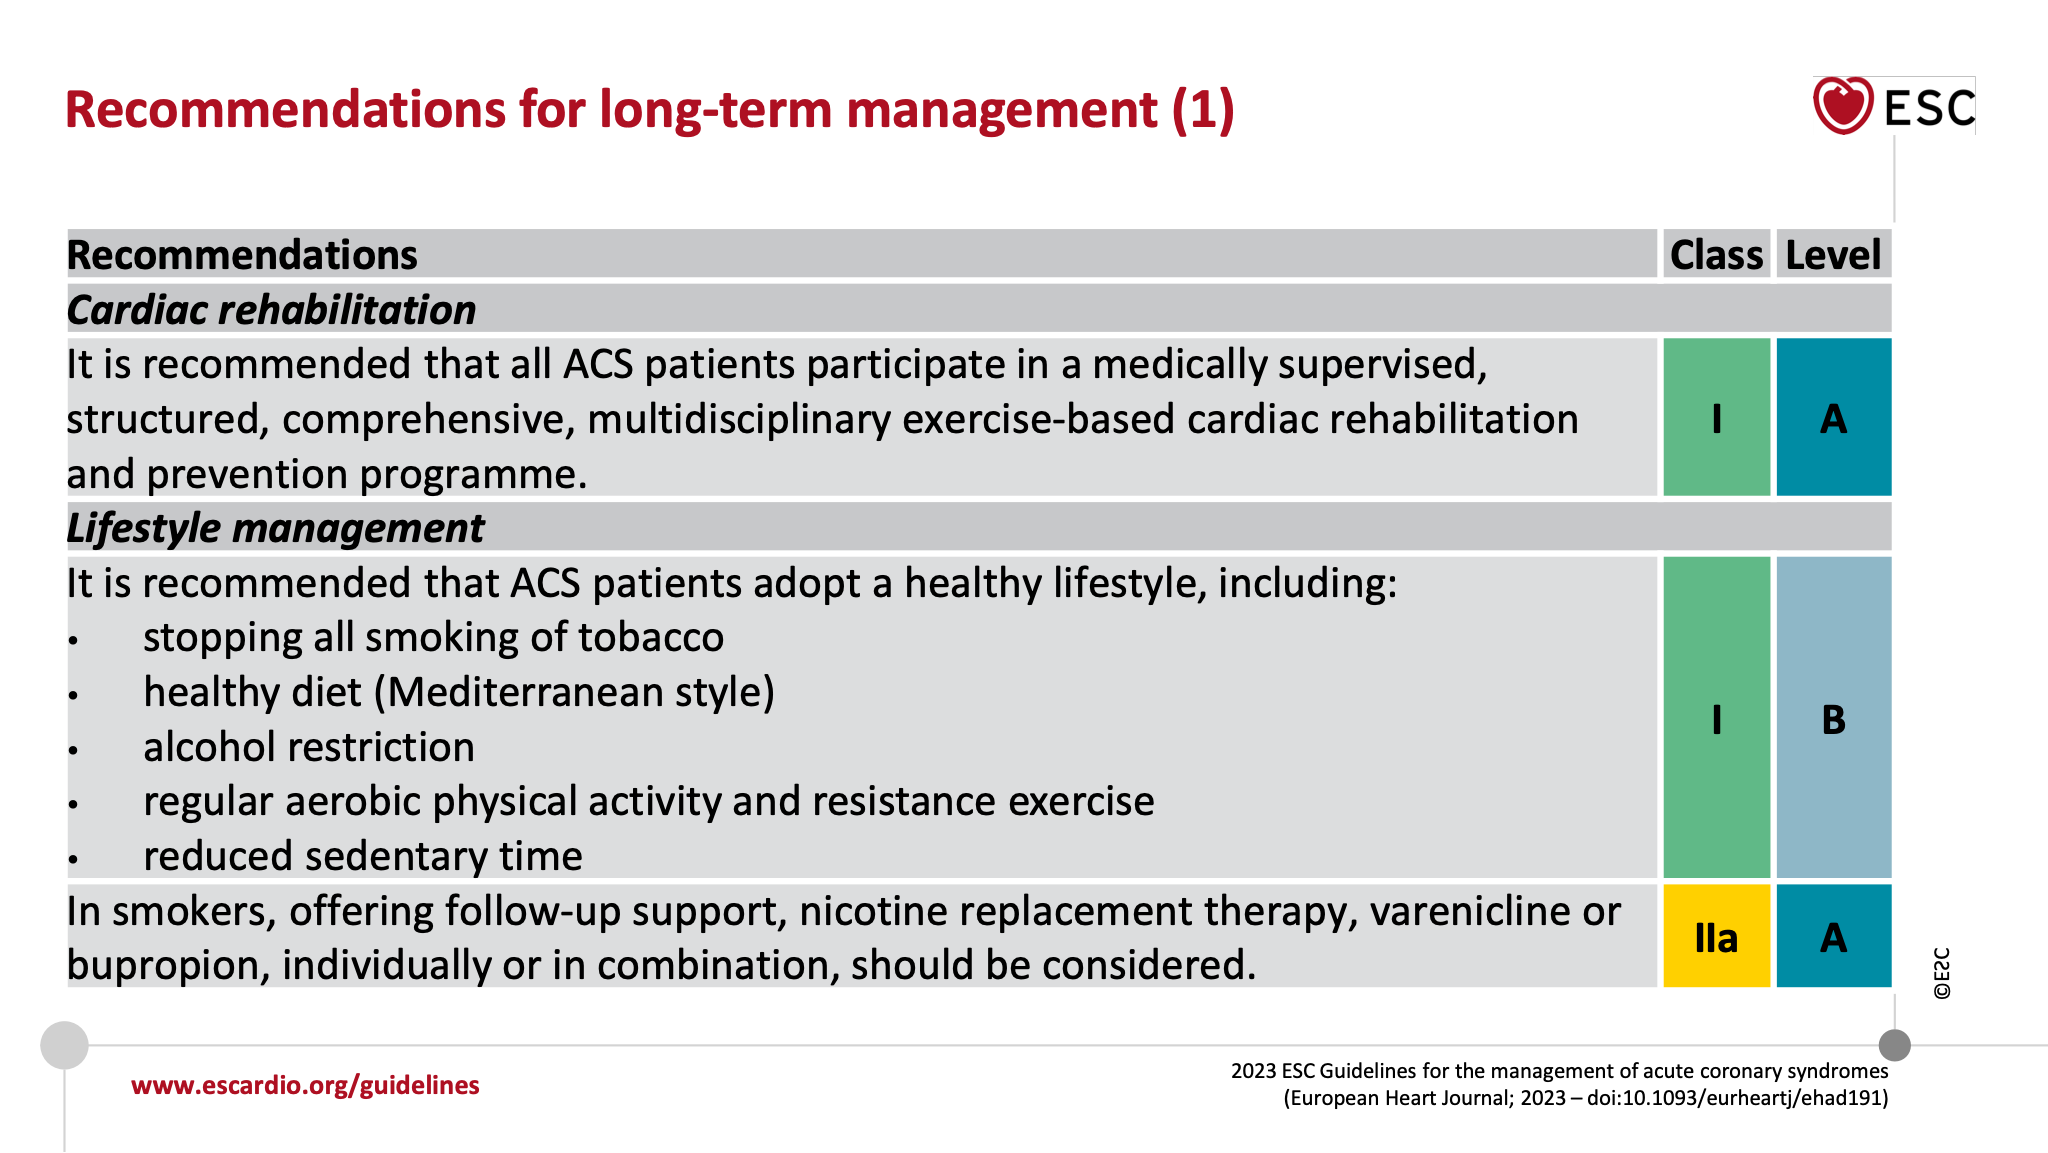 Recommendations for long-term management (1)
ESC
Recommendations Class Level
Cardiac rehabilitation
It is recommended that all ACS patients participate in a medically supervised,
structured, comprehensive, multidisciplinary exercise-based cardiac rehabilitation
and prevention programme.
I A
Lifestyle management
It is recommended that ACS patients adopt a healthy lifestyle, including:
• stopping all smoking of tobacco
• healthy diet (Mediterranean style)
• alcohol restriction
• regular aerobic physical activity and resistance exercise
• reduced sedentary time
I B
In smokers, offering follow-up support, nicotine replacement therapy, varenicline or
bupropion, individually or in combination, should be considered.
IIa A
©ESC
www.escardio.org/guidelines
2023 ESC Guidelines for the management of acute coronary syndromes
(European Heart Journal; 2023 – doi:10.1093/eurheartj/ehad191)